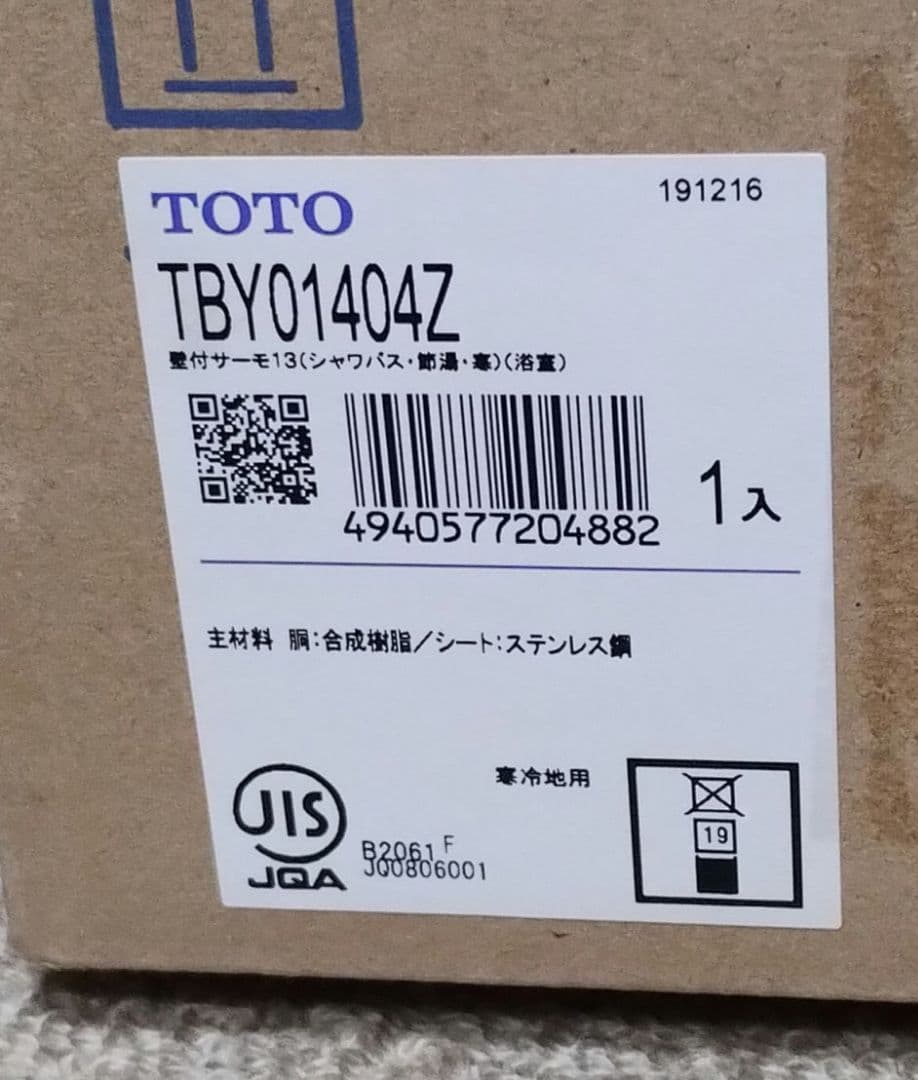 TOTO
191216
TBY01404Z
壁付サーモ13(シャワバス・節湯・寒)(浴室)
4940577204882
1入
主材料 胴:合成樹脂/シート:ステンレス鋼
寒冷地用
JIS
JQA
B2061 F
JQ0806001
19